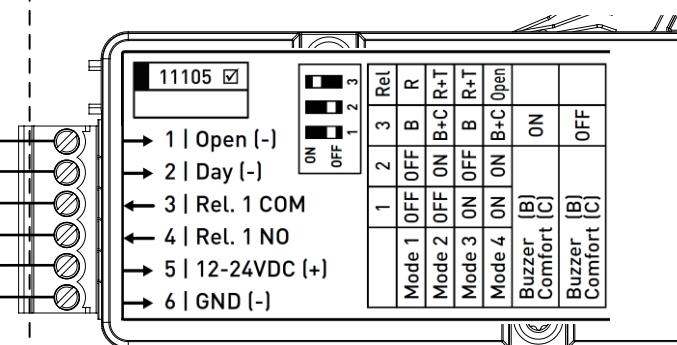 11105 ☑
1 | Open (-)
2 | Day (-)
3 | Rel. 1 COM
4 | Rel. 1 NO
5 | 12-24VDC (+)
6 | GND (-)
ON
OFF
1 2 3
1 2 3 Rel
Mode 1 OFF OFF B R
Mode 2 OFF ON B+C R+T
Mode 3 ON OFF B R+T
Mode 4 ON ON B+C Open
Buzzer (B)
Comfort (C) ON
Buzzer (B)
Comfort (C) OFF